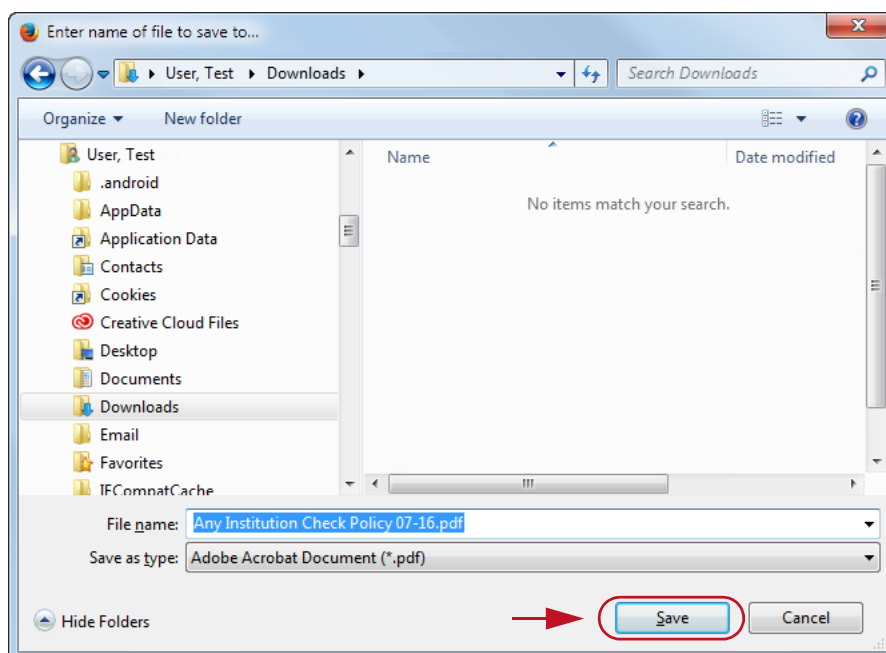 Enter name of file to save to...
User, Test Downloads
Search Downloads
Organize New folder
User, Test
.android
AppData
Application Data
Contacts
Cookies
Creative Cloud Files
Desktop
Documents
Downloads
Email
Favorites
IECompatCache
Name Date modified
No items match your search.
File name: Any Institution Check Policy 07-16.pdf
Save as type: Adobe Acrobat Document (*.pdf)
Hide Folders Save Cancel